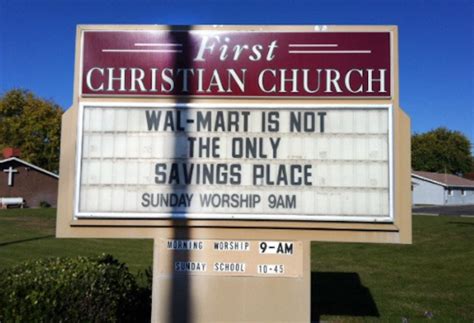 First
CHRISTIAN CHURCH
WAL-MART IS NOT
THE ONLY
SAVINGS PLACE
SUNDAY WORSHIP 9AM
MORNING WORSHIP 9-AM
SUNDAY SCHOOL 10-45